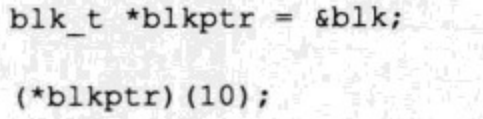 blk_t *blkptr = &blk;
(*blkptr)(10);